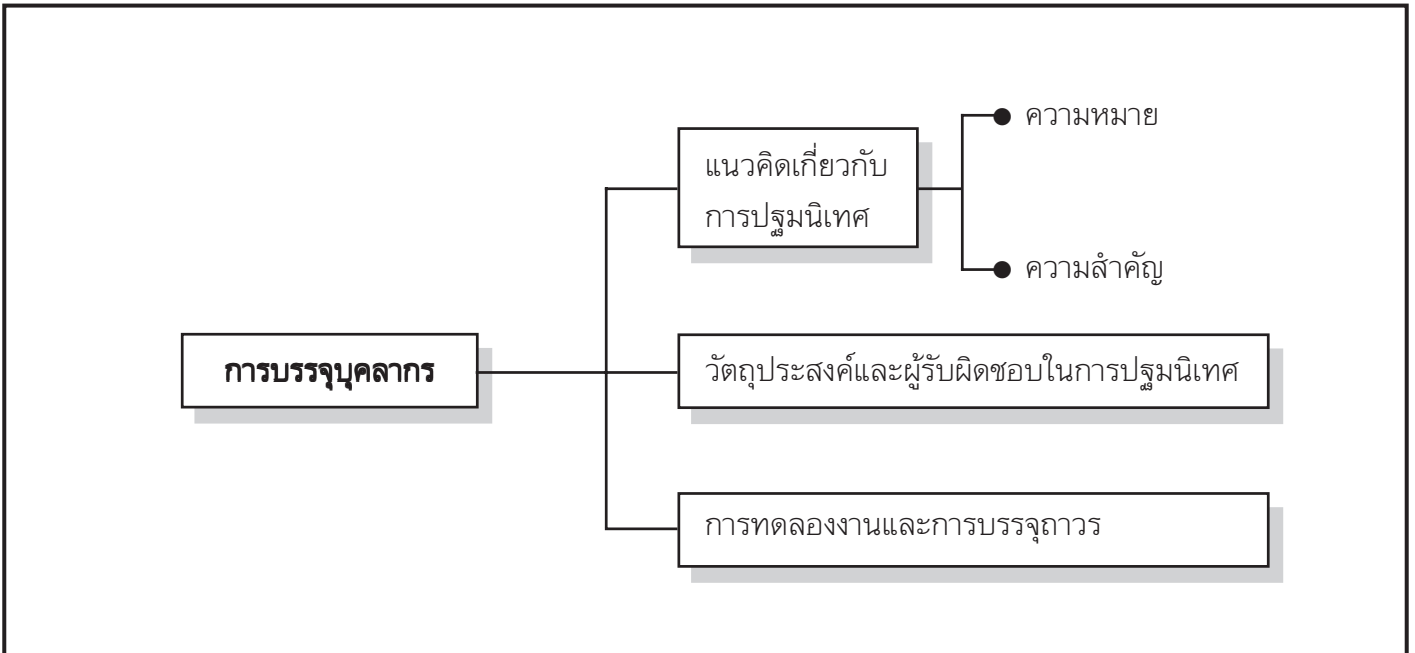 ความหมาย
แนวคิดเกี่ยวกับ
การปฐมนิเทศ
ความสำคัญ
การบรรจุบุคลากร
วัตถุประสงค์และผู้รับผิดชอบในการปฐมนิเทศ
การทดลองงานและการบรรจุถาวร